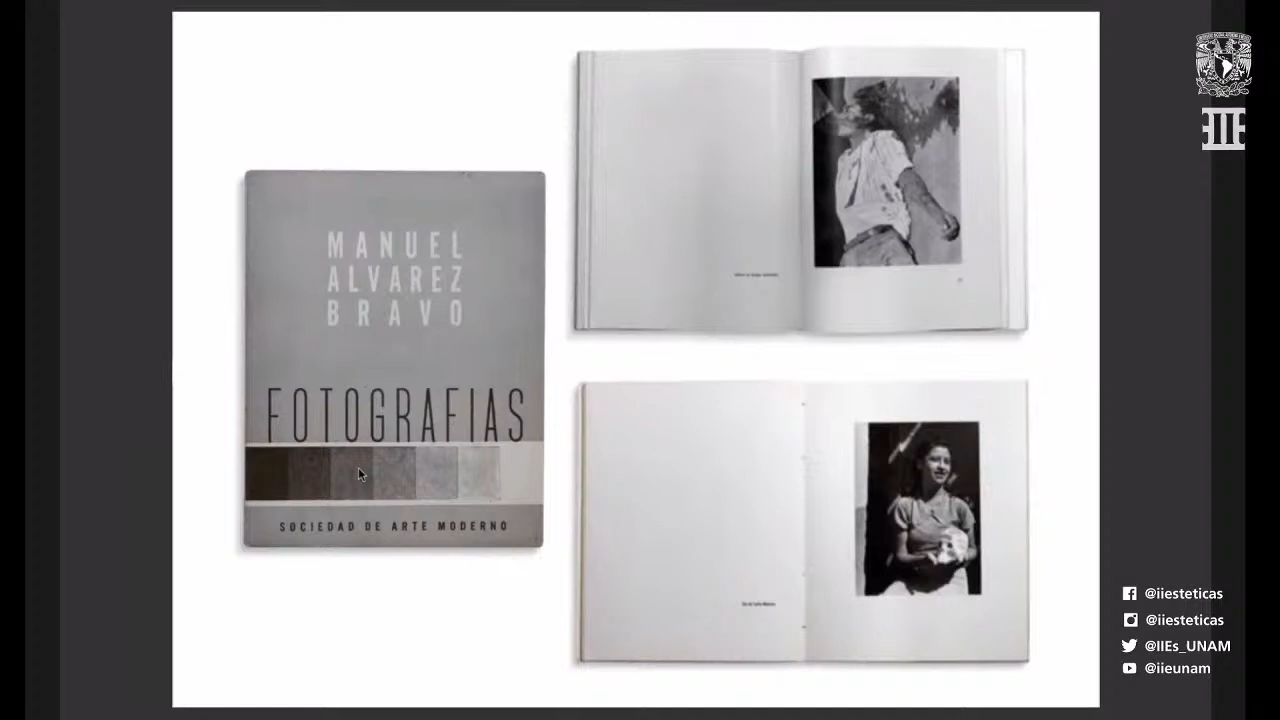 MANUEL
ALVAREZ
BRAVO
FOTOGRAFIAS
SOCIEDAD DE ARTE MODERNO
@iiesteticas
@iiesteticas
@IIEs_UNAM
@iieunam